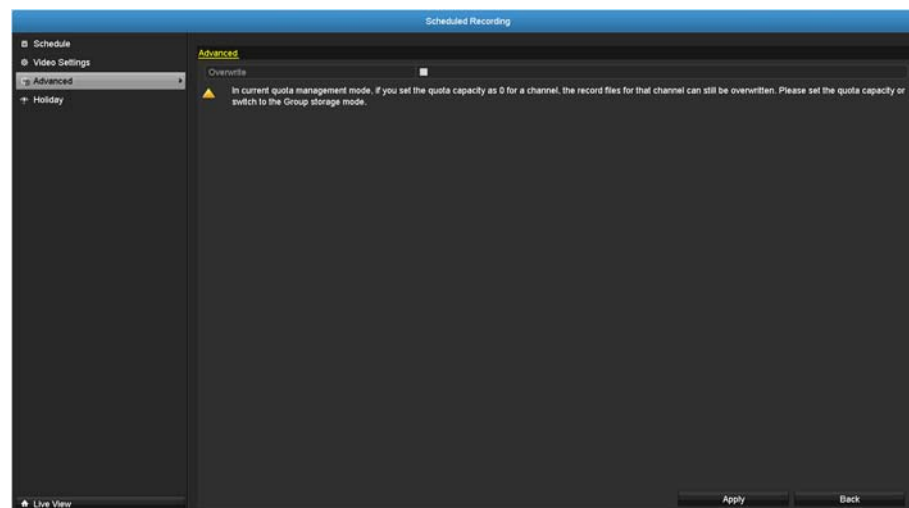 Scheduled Recording
Schedule
Video Settings
Advanced
Holiday
Advanced
Overwrite
In current quota management mode, if you set the quota capacity as 0 for a channel, the record files for that channel can still be overwritten. Please set the quota capacity or
switch to the Group storage mode.
Live View
Apply
Back